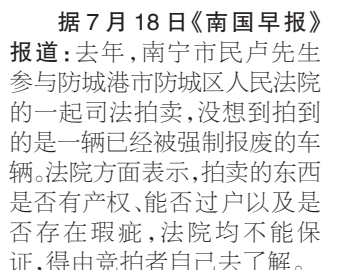 据7月18日《南国早报》
报道:去年,南宁市民卢先生
参与防城港市防城区人民法院
的一起司法拍卖,没想到拍到
的是一辆已经被强制报废的车
辆。法院方面表示,拍卖的东西
是否有产权、能否过户以及是
否存在瑕疵,法院均不能保
证,得由竞拍者自己去了解。